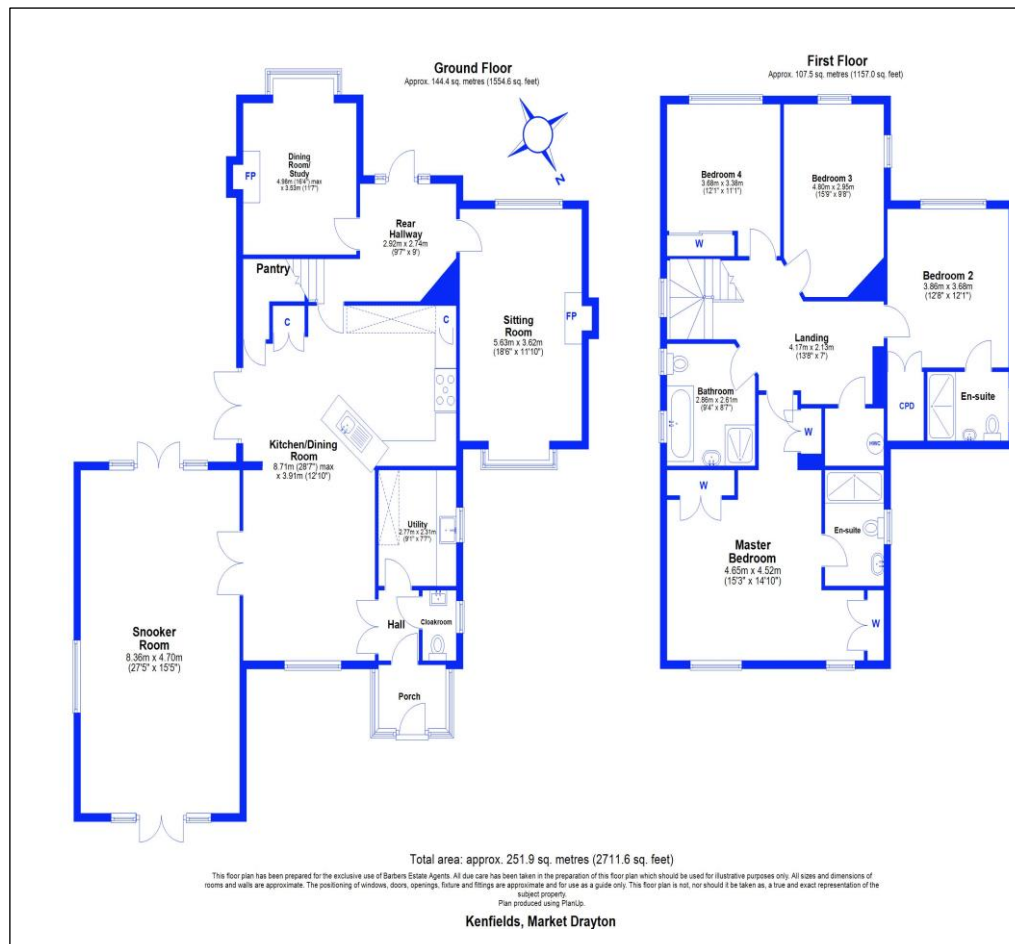 Ground Floor
Approx. 144.4 sq. metres (1554.6 sq. feet)
Dining
Room/
Study
4.98m (16'4") max
x 3.53m (11'7")
FP
Rear
Hallway
2.92m x 2.74m
(9'7" x 9')
N
Pantry
C
C
Sitting
Room
5.63m x 3.62m
(18'6" x 11'10")
FP
Kitchen/Dining
Room
8.71m (28'7") max
x 3.91m (12'10")
Utility
2.77m x 2.31m
(9'1" x 7'7")
Hall
Cloakroom
Porch
Snooker
Room
8.36m x 4.70m
(27'5" x 15'5")
First Floor
Approx. 107.5 sq. metres (1157.0 sq. feet)
Bedroom 4
3.68m x 3.38m
(12'1" x 11'1")
W
Bedroom 3
4.80m x 2.95m
(15'9" x 9'8")
Bedroom 2
3.86m x 3.68m
(12'8" x 12'1")
Landing
4.17m x 2.13m
(13'8" x 7')
Bathroom
2.86m x 2.61m
(9'4" x 8'7")
W
CPD
En-suite
HWC
W
Master
Bedroom
4.65m x 4.52m
(15'3" x 14'10")
En-suite
W
Total area: approx. 251.9 sq. metres (2711.6 sq. feet)
This floor plan has been prepared for the exclusive use of Barbers Estate Agents. All due care has been taken in the preparation of this floor plan which should be used for illustrative purposes only. All sizes and dimensions of
rooms and walls are approximate. The positioning of windows, doors, openings, fixture and fittings are approximate and for use as a guide only. This floor plan is not, nor should it be taken as, a true and exact representation of the
subject property.
Plan produced using PlanUp.
Kenfields, Market Drayton